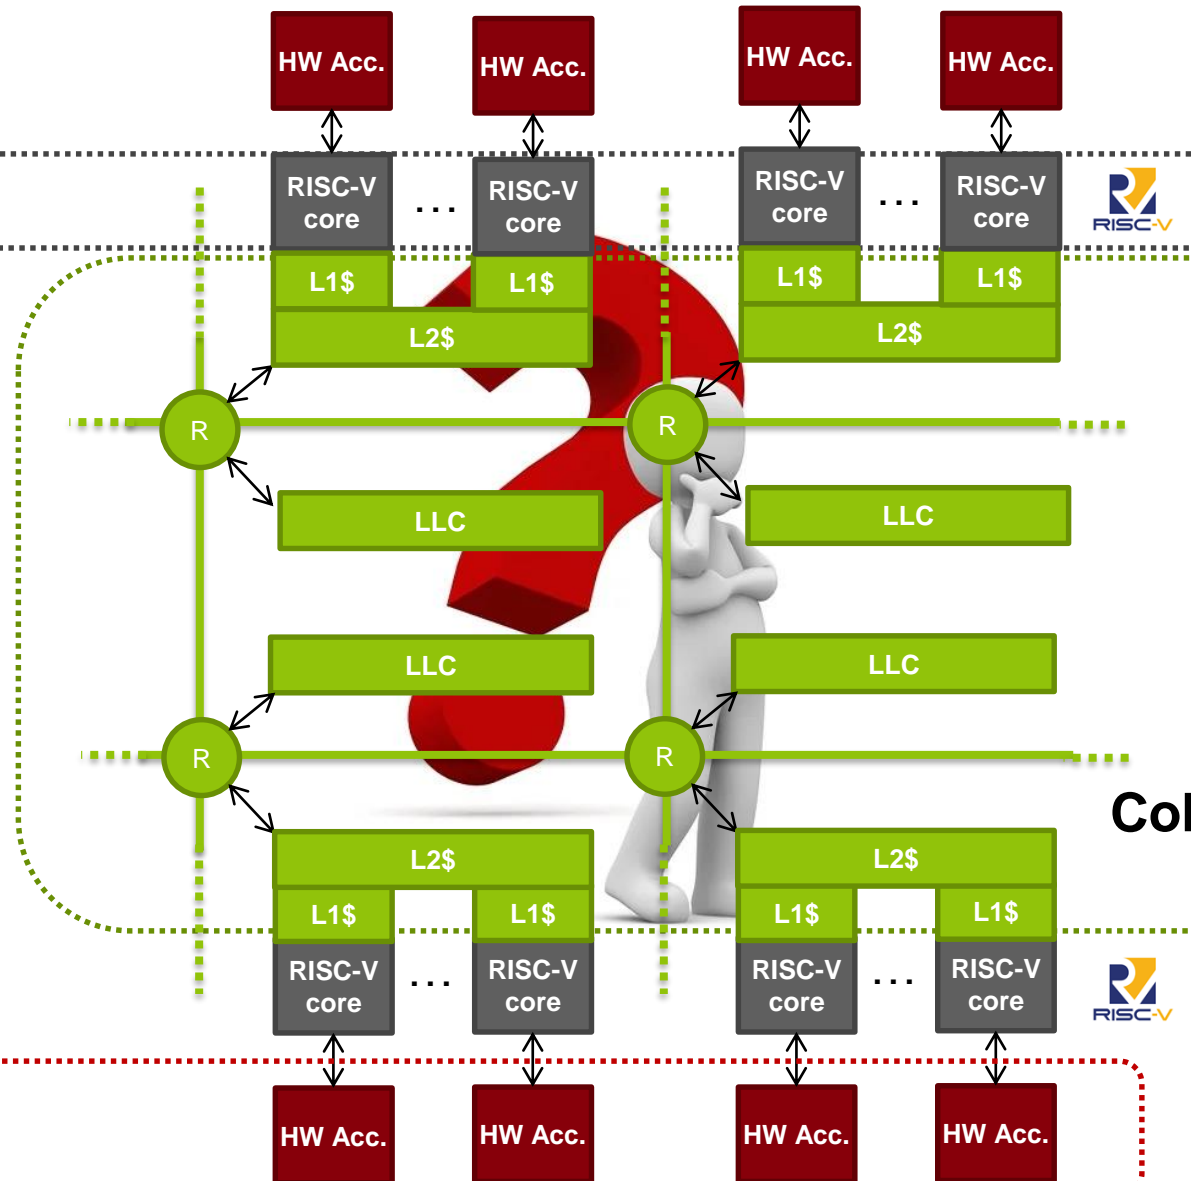 HW Acc.
HW Acc.
HW Acc.
HW Acc.
RISC-V
core
. . .
RISC-V
core
RISC-V
core
. . .
RISC-V
core
RISC-V
L1$
L1$
L1$
L1$
L2$
L2$
R
R
LLC
LLC
LLC
LLC
R
R
Col
L2$
L2$
L1$
L1$
L1$
L1$
RISC-V
core
. . .
RISC-V
core
RISC-V
core
. . .
RISC-V
core
RISC-V
HW Acc.
HW Acc.
HW Acc.
HW Acc.